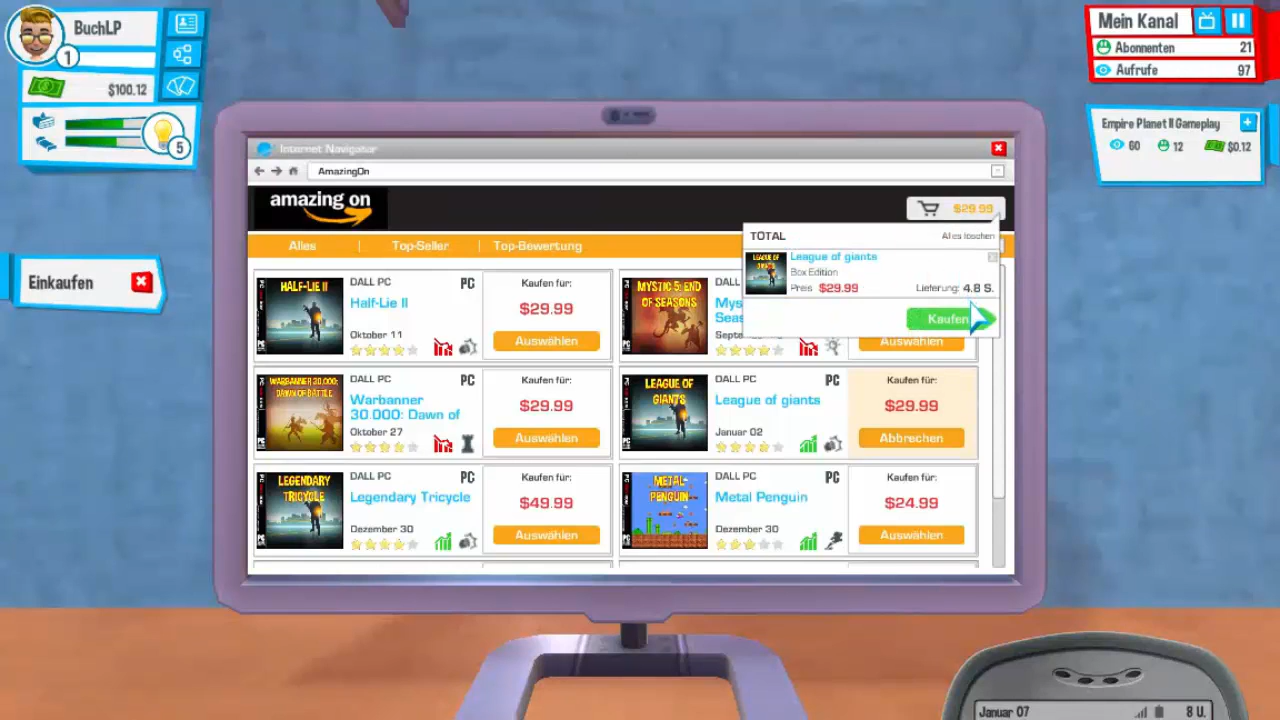 BuchLP
1
$100.12
5
Mein Kanal
Abonnenten 21
Aufrufe 97
Empire Planet II Gameplay
60 12 $0.12
Einkaufen
Internet Navigator
AmazingOn
amazing on
$29.99
Alles | Top-Seller | Top-Bewertung
TOTAL Alles löschen
LEAGUE OF GIANTS
League of giants
Box Edition
Preis $29.99 Lieferung: 4.8 S.
Kaufen
HALF-LIE II
DALL PC PC
Half-Lie II
Oktober 11
Kaufen für:
$29.99
Auswählen
MYSTIC 5: END OF SEASONS
DALL
Mys
Seas
Septe
Auswählen
WARBANNER 30.000: DAWN OF BATTLE
DALL PC PC
Warbanner
30.000: Dawn of
Oktober 27
Kaufen für:
$29.99
Auswählen
LEAGUE OF GIANTS
DALL PC PC
League of giants
Januar 02
Kaufen für:
$29.99
Abbrechen
LEGENDARY TRICYCLE
DALL PC PC
Legendary Tricycle
Dezember 30
Kaufen für:
$49.99
Auswählen
METAL PENGUIN
DALL PC PC
Metal Penguin
Dezember 30
Kaufen für:
$24.99
Auswählen
Januar 07 8 U.